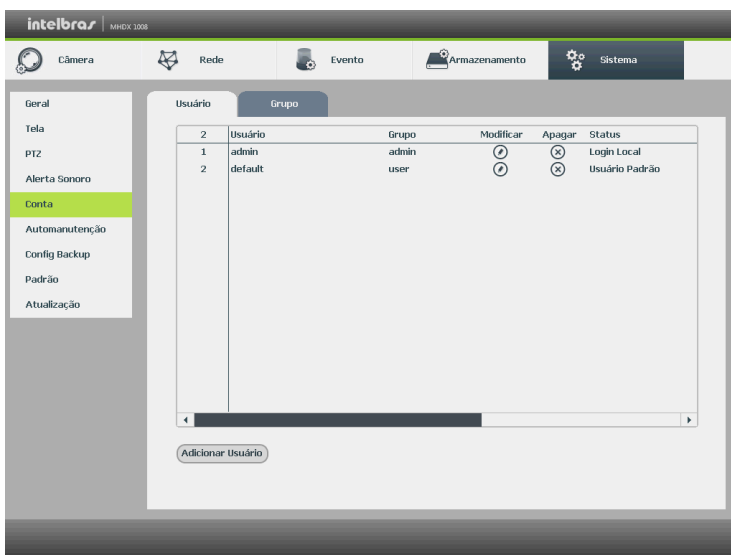 intelbras MHDX 1008
Câmera Rede Evento Armazenamento Sistema
Geral
Tela
PTZ
Alerta Sonoro
Conta
Automanutenção
Config Backup
Padrão
Atualização
Usuário Grupo
2 Usuário Grupo Modificar Apagar Status
1 admin admin Login Local
2 default user Usuário Padrão
Adicionar Usuário